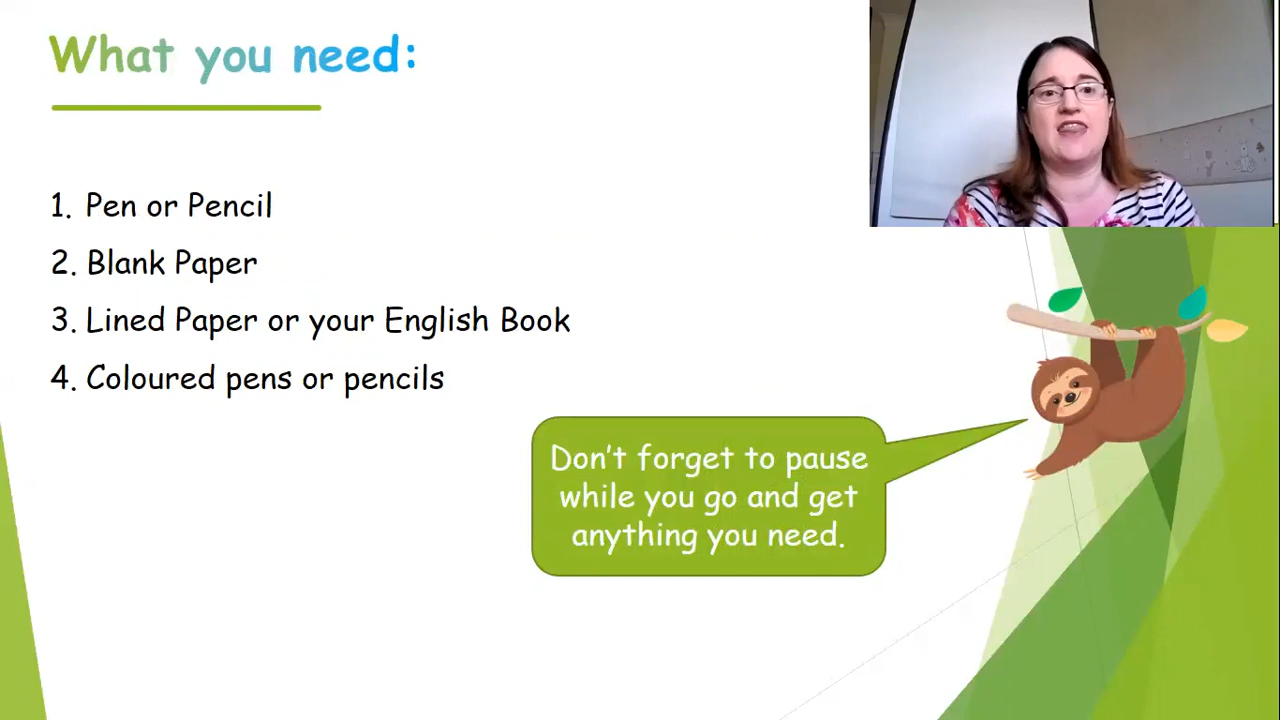 What you need:
1. Pen or Pencil
2. Blank Paper
3. Lined Paper or your English Book
4. Coloured pens or pencils
Don't forget to pause
while you go and get
anything you need.